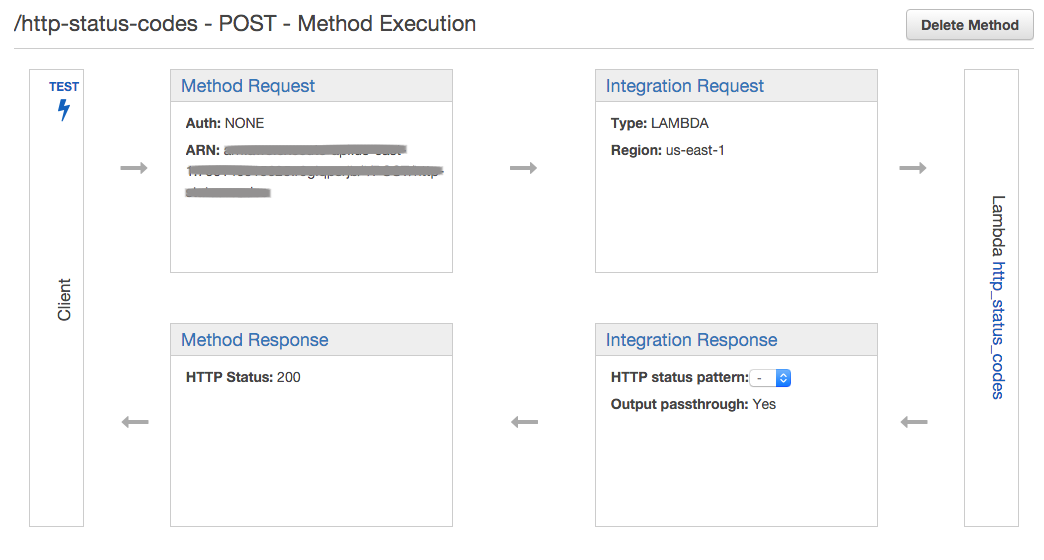 /http-status-codes - POST - Method Execution
Delete Method
TEST
Client
Method Request
Auth: NONE
ARN:
Integration Request
Type: LAMBDA
Region: us-east-1
Lambda http_status_codes
Method Response
HTTP Status: 200
Integration Response
HTTP status pattern: -
Output passthrough: Yes